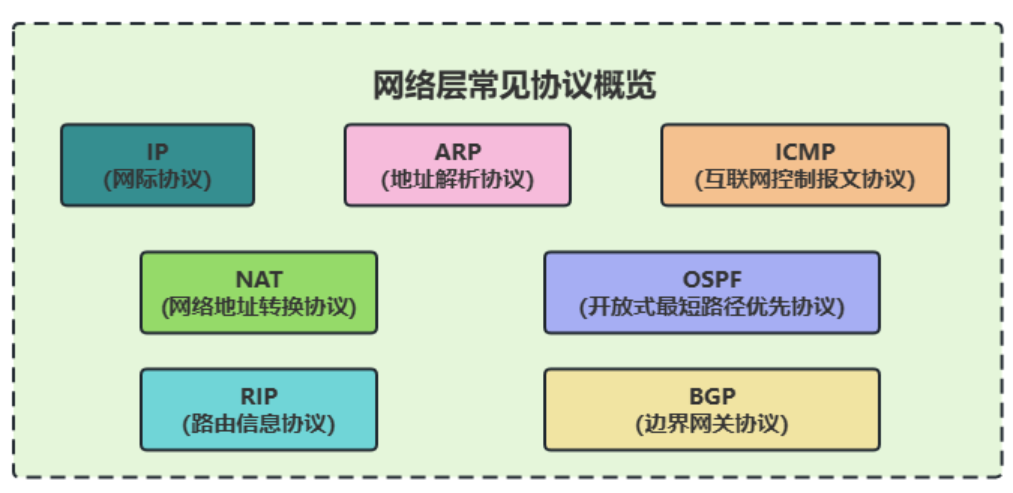 网络层常见协议概览
IP
(网际协议)
ARP
(地址解析协议)
ICMP
(互联网控制报文协议)
NAT
(网络地址转换协议)
OSPF
(开放式最短路径优先协议)
RIP
(路由信息协议)
BGP
(边界网关协议)